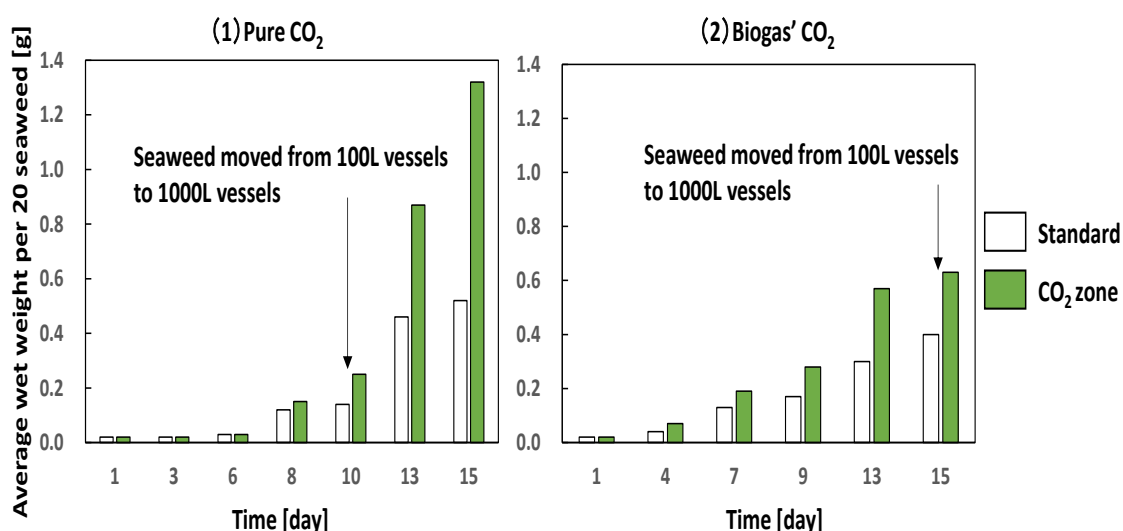 (1) Pure CO₂
(2) Biogas’ CO₂
Average wet weight per 20 seaweed [g]
1.4
1.2
1.0
0.8
0.6
0.4
0.2
0.0
Seaweed moved from 100L vessels
to 1000L vessels
1 3 6 8 10 13 15
Time [day]
1.4
1.2
1.0
0.8
0.6
0.4
0.2
0.0
Seaweed moved from 100L vessels
to 1000L vessels
1 4 7 9 13 15
Time [day]
Standard
CO₂ zone